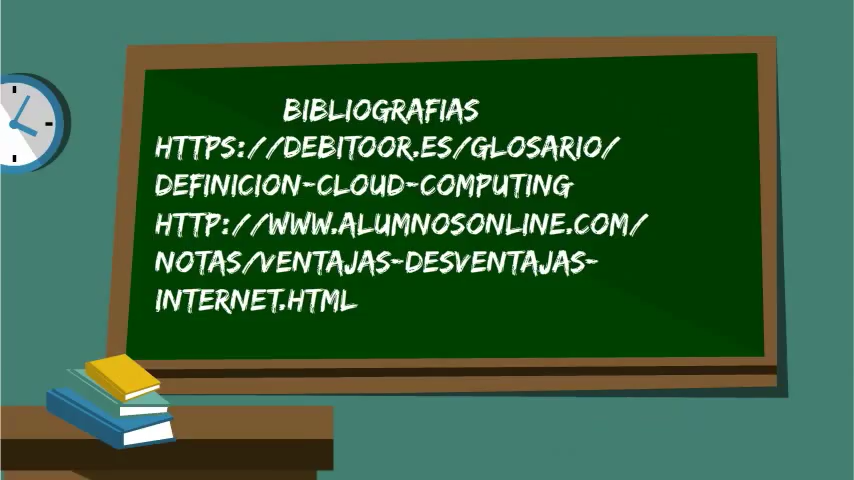 BIBLIOGRAFIAS
HTTPS://DEBITOOR.ES/GLOSARIO/
DEFINICION-CLOUD-COMPUTING
HTTP://WWW.ALUMNOSONLINE.COM/
NOTAS/VENTAJAS-DESVENTAJAS-
INTERNET.HTML